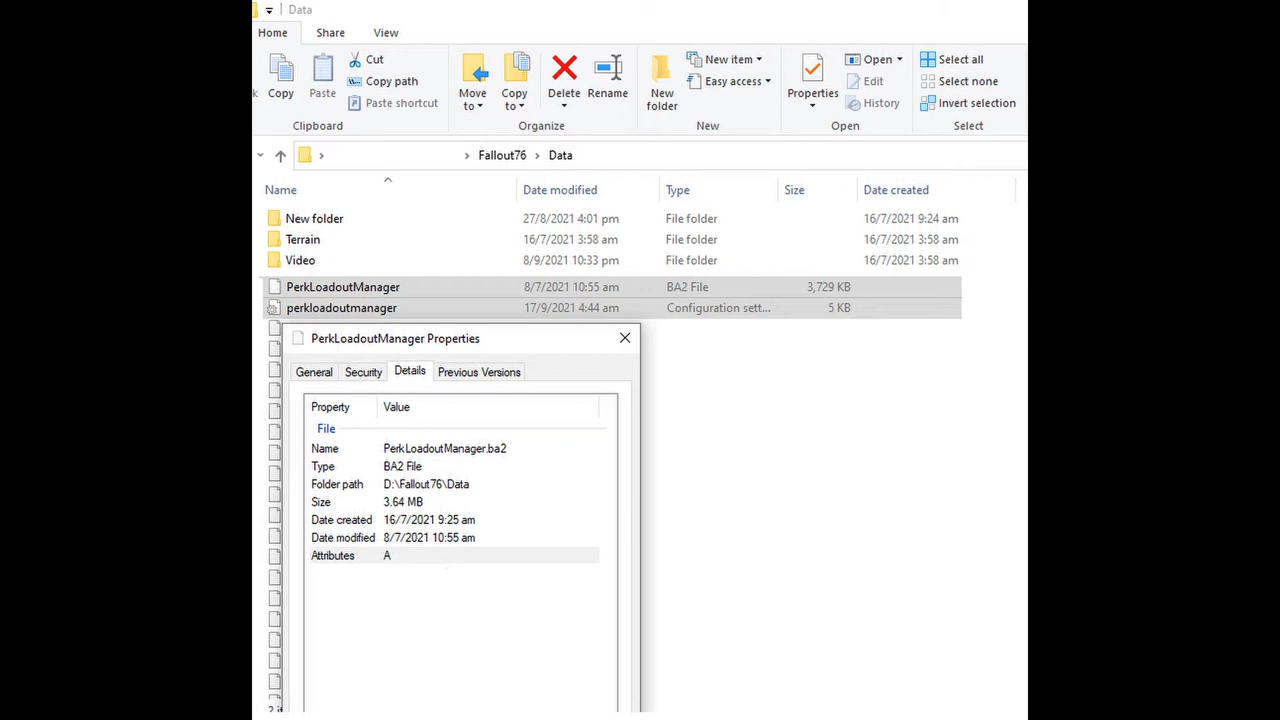 Data
Home Share View
Copy Paste Cut Copy path Paste shortcut Move to Copy to Delete Rename New folder New item Easy access Properties Open Edit History Select all Select none Invert selection
Clipboard Organize New Open Select
Fallout76 Data
Name Date modified Type Size Date created
New folder 27/8/2021 4:01 pm File folder 16/7/2021 9:24 am
Terrain 16/7/2021 3:58 am File folder 16/7/2021 3:58 am
Video 8/9/2021 10:33 pm File folder 16/7/2021 3:58 am
PerkLoadoutManager 8/7/2021 10:55 am BA2 File 3,729 KB
perkloadoutmanager 17/9/2021 4:44 am Configuration sett... 5 KB
PerkLoadoutManager Properties
General Security Details Previous Versions
Property Value
File
Name PerkLoadoutManager.ba2
Type BA2 File
Folder path D:\Fallout76\Data
Size 3.64 MB
Date created 16/7/2021 9:25 am
Date modified 8/7/2021 10:55 am
Attributes A